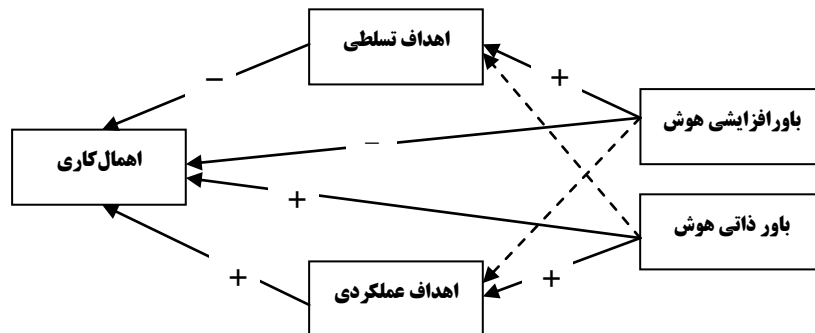 اهداف تسلطی
+
−
باورافزایشی هوش
اهمال‌کاری
−
+
باور ذاتی هوش
+
+
اهداف عملکردی